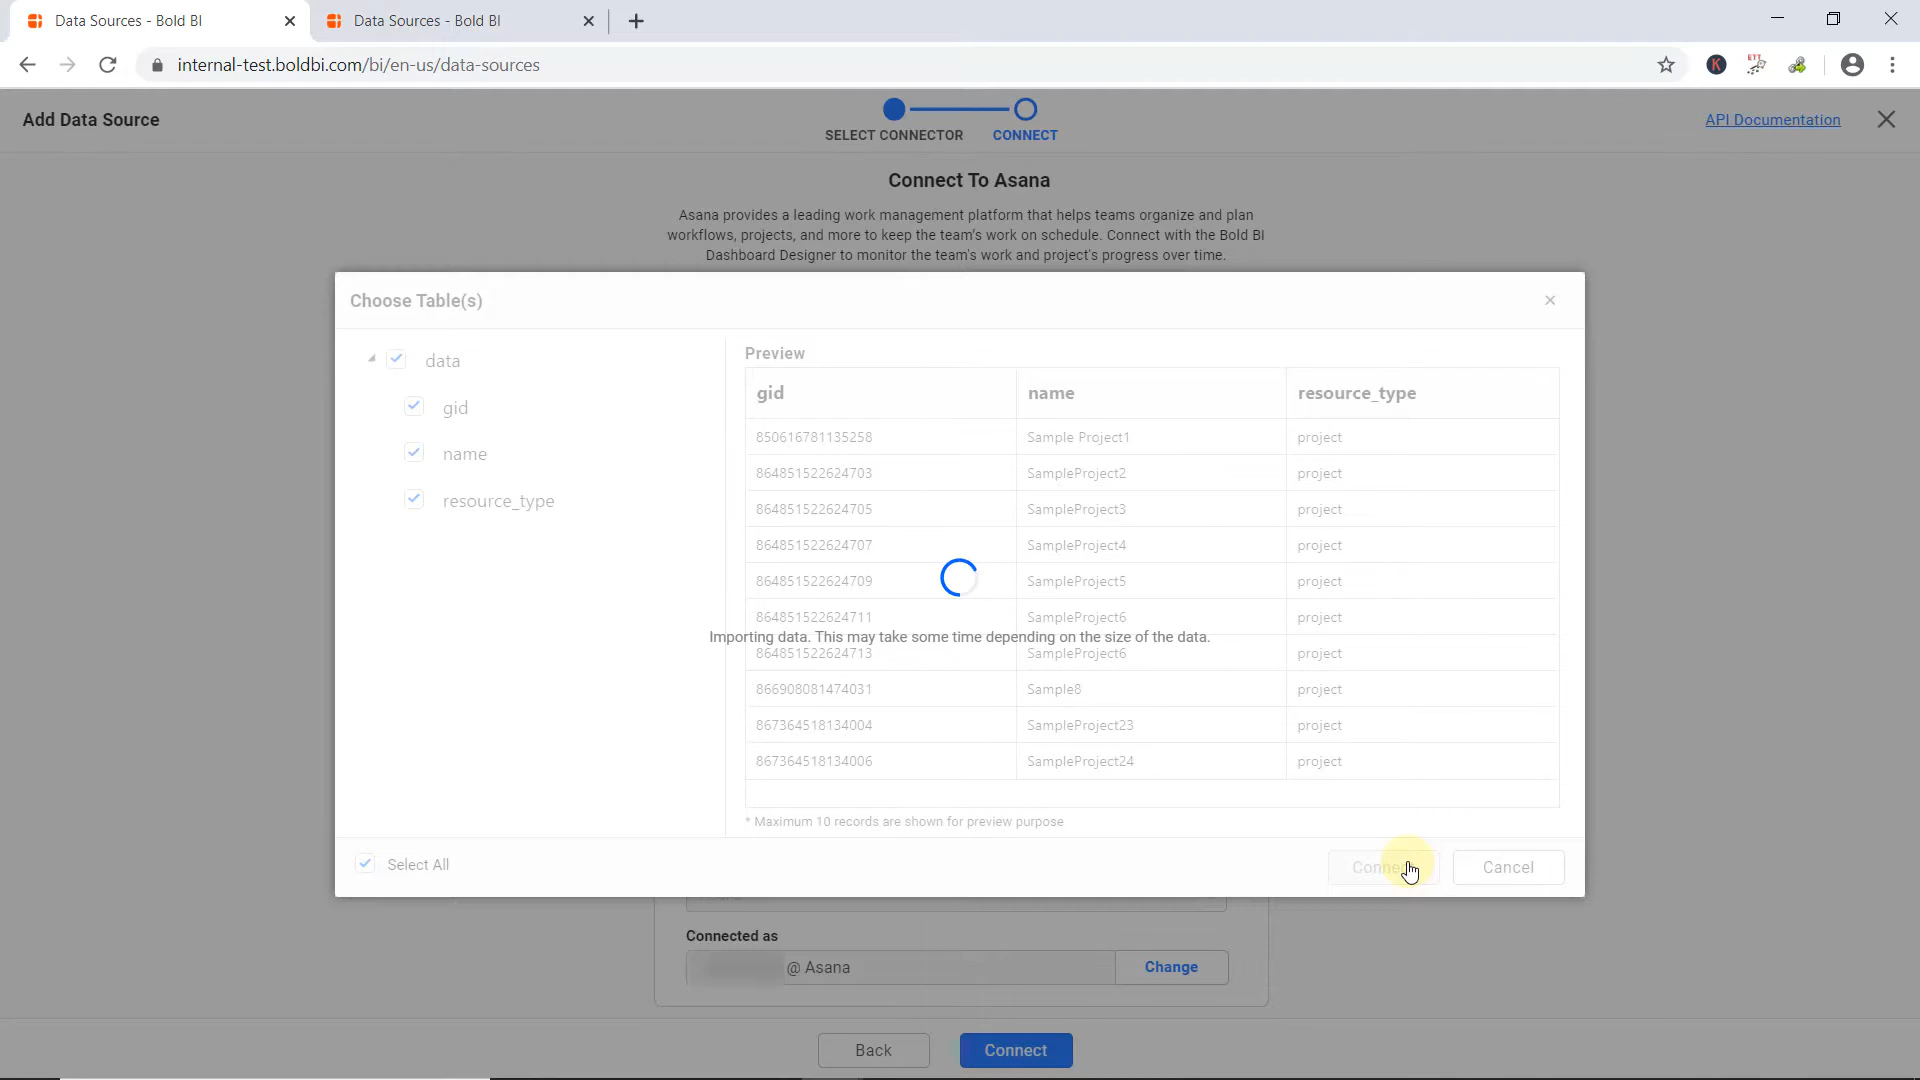 Data Sources - Bold BI
Data Sources - Bold BI
internal-test.boldbi.com/bi/en-us/data-sources
K
ETT
Add Data Source
SELECT CONNECTOR
CONNECT
API Documentation
Connect To Asana
Asana provides a leading work management platform that helps teams organize and plan
workflows, projects, and more to keep the team's work on schedule. Connect with the Bold BI
Dashboard Designer to monitor the team's work and project's progress over time.
Choose Table(s)
data
gid
name
resource_type
Preview
gid name resource_type
850616781135258 Sample Project1 project
864851522624703 SampleProject2 project
864851522624705 SampleProject3 project
864851522624707 SampleProject4 project
864851522624709 SampleProject5 project
864851522624711 SampleProject6 project
Importing data. This may take some time depending on the size of the data.
864851522624713 SampleProject6 project
866908081474031 Sample8 project
867364518134004 SampleProject23 project
867364518134006 SampleProject24 project
* Maximum 10 records are shown for preview purpose
Select All
Cancel
Connected as
@ Asana
Change
Back
Connect